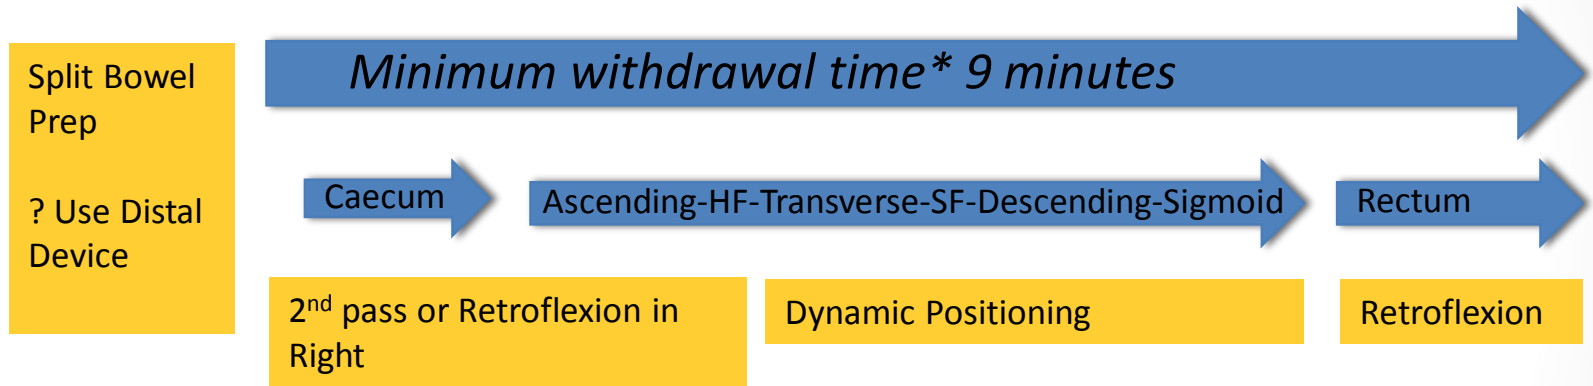 Split Bowel
Prep
? Use Distal
Device
Minimum withdrawal time* 9 minutes
Caecum
Ascending-HF-Transverse-SF-Descending-Sigmoid
Rectum
2nd pass or Retroflexion in
Right
Dynamic Positioning
Retroflexion